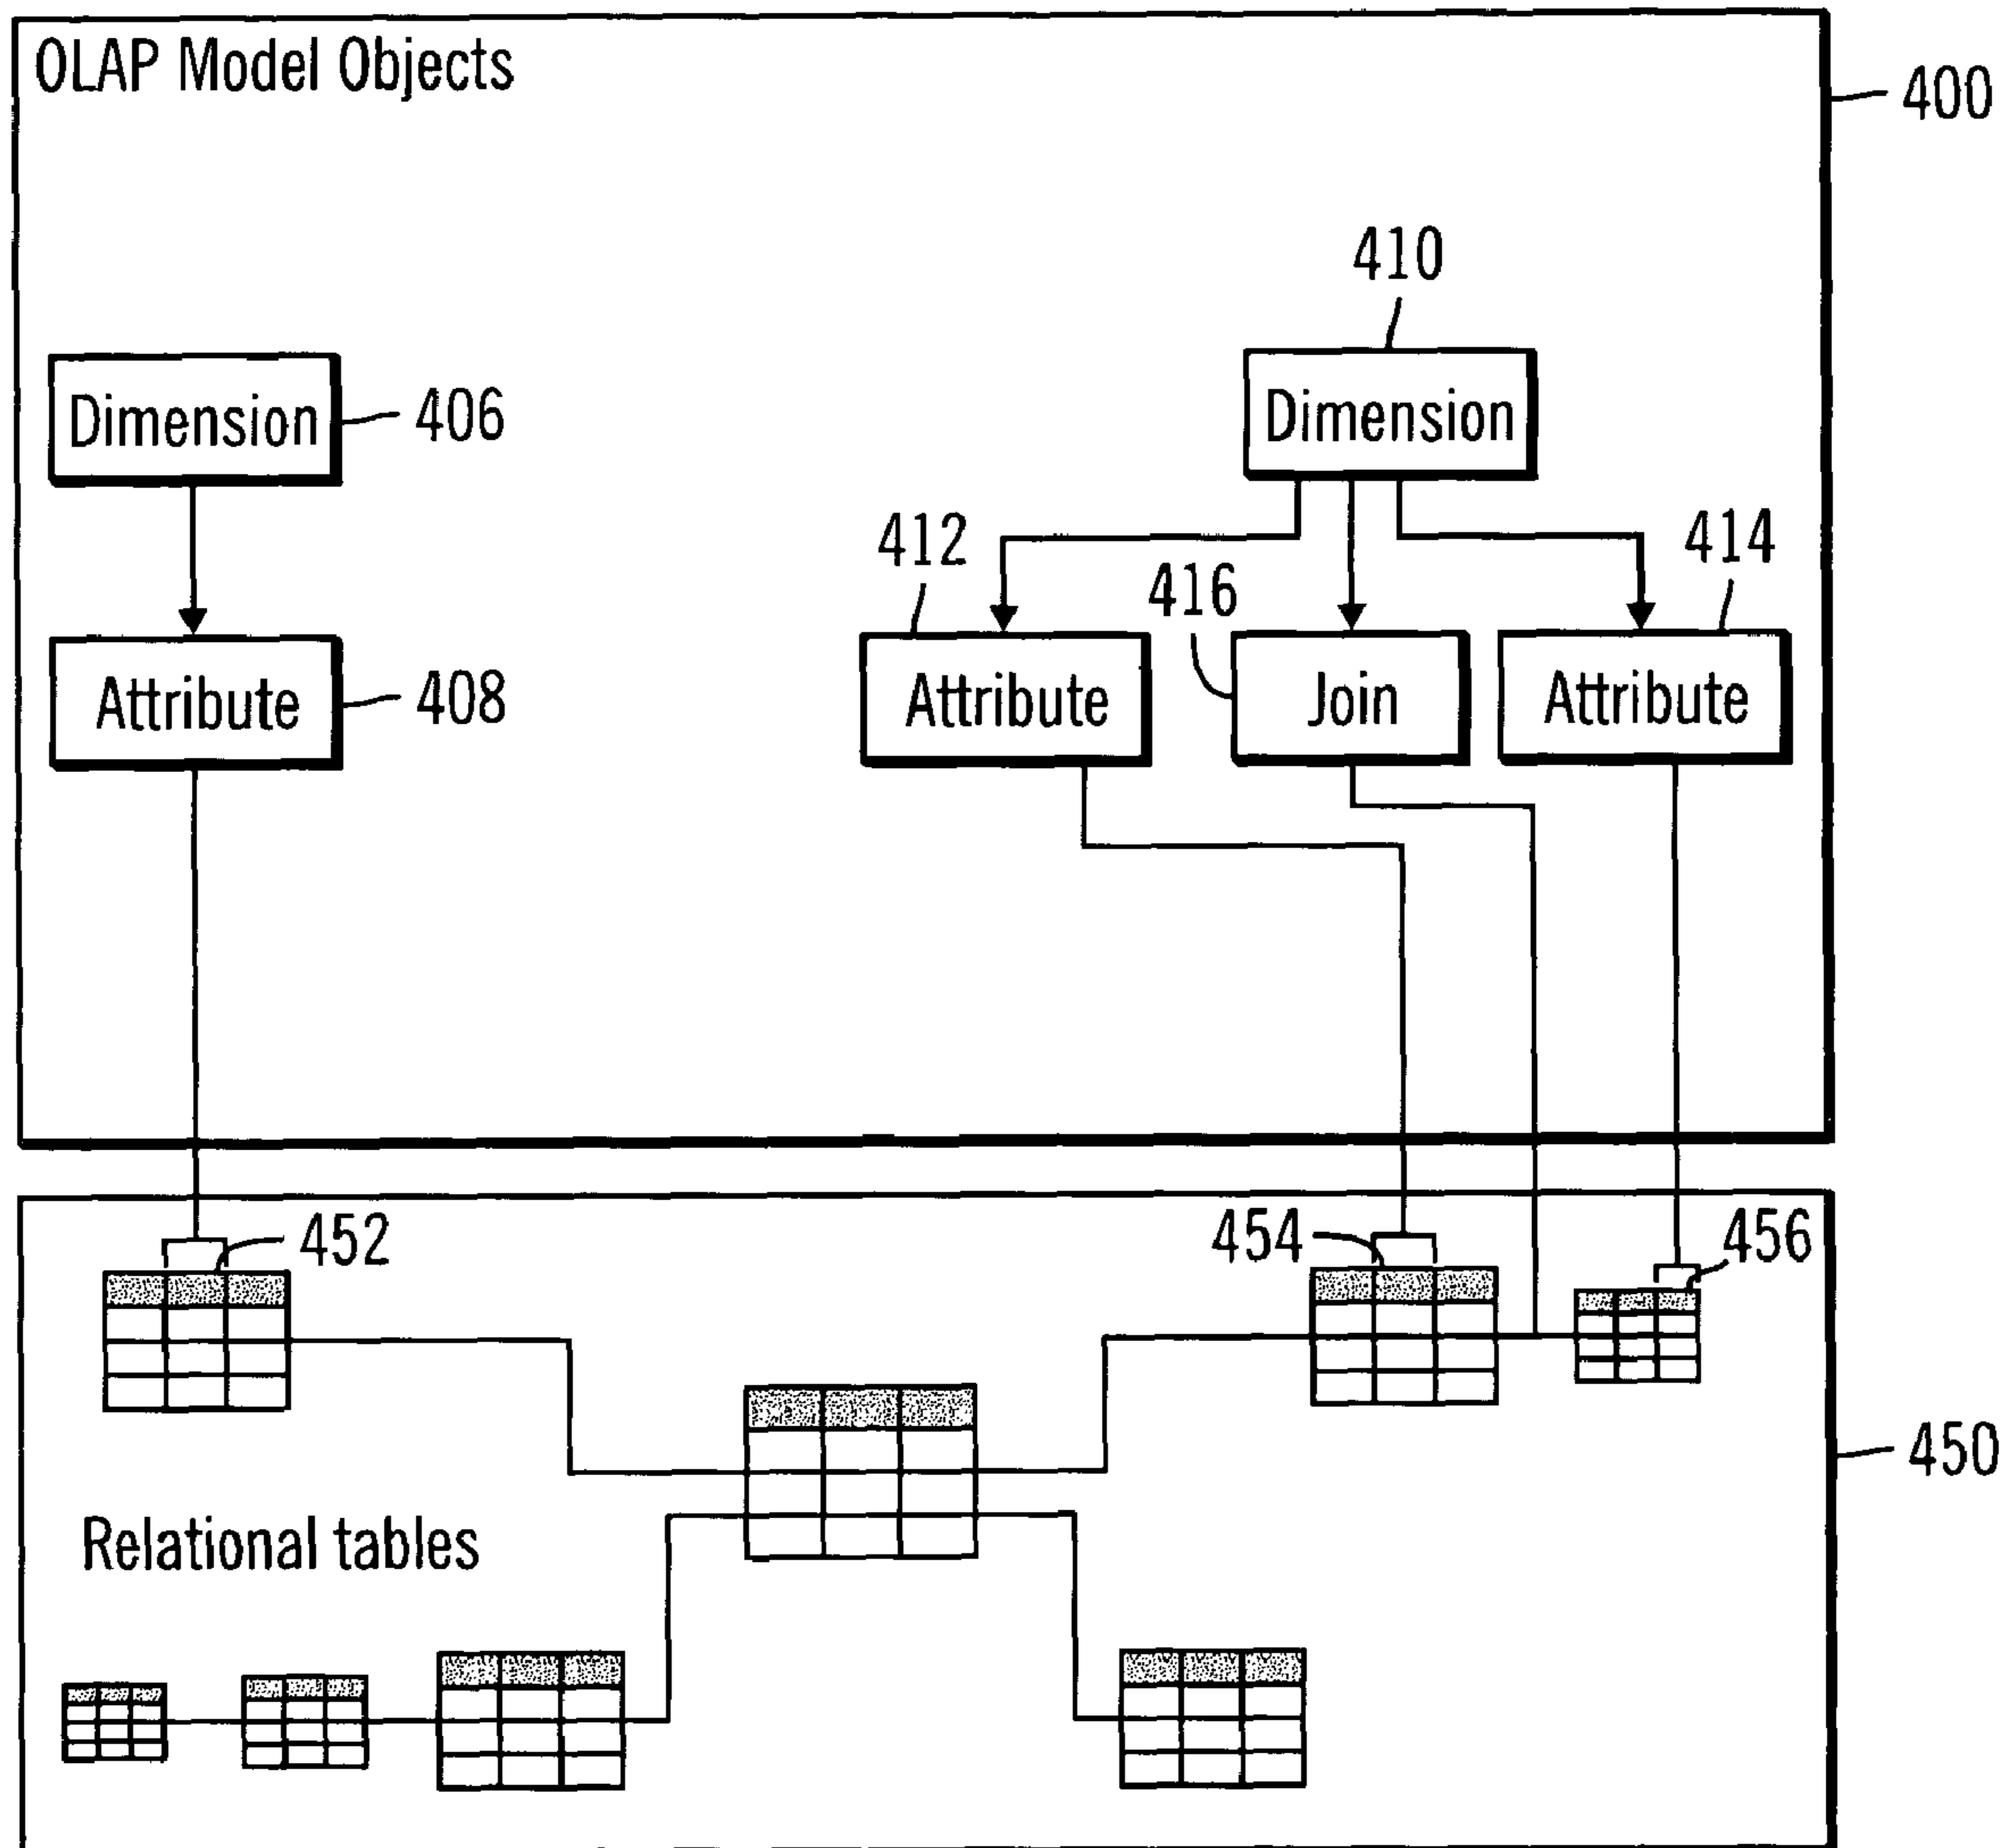 OLAP Model Objects
400
410
Dimension
406
Dimension
412
414
416
Attribute
408
Attribute
Join
Attribute
452
454
456
450
Relational tables